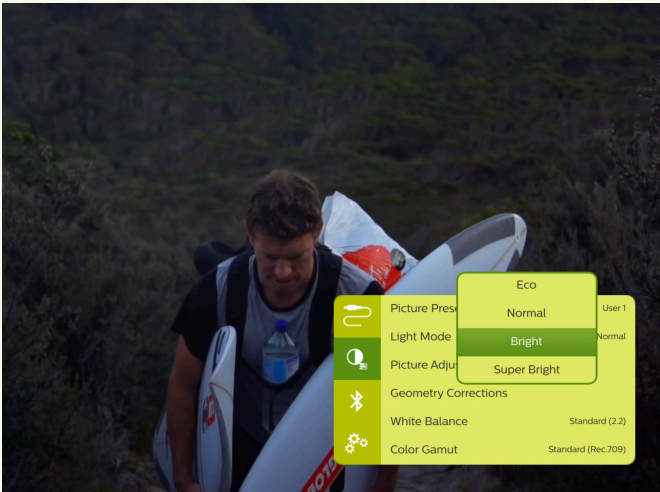 Eco
Normal
Bright
Super Bright
Picture Prese
User 1
Light Mode
Normal
Picture Adju
Geometry Corrections
White Balance
Standard (2.2)
Color Gamut
Standard (Rec.709)
GLO